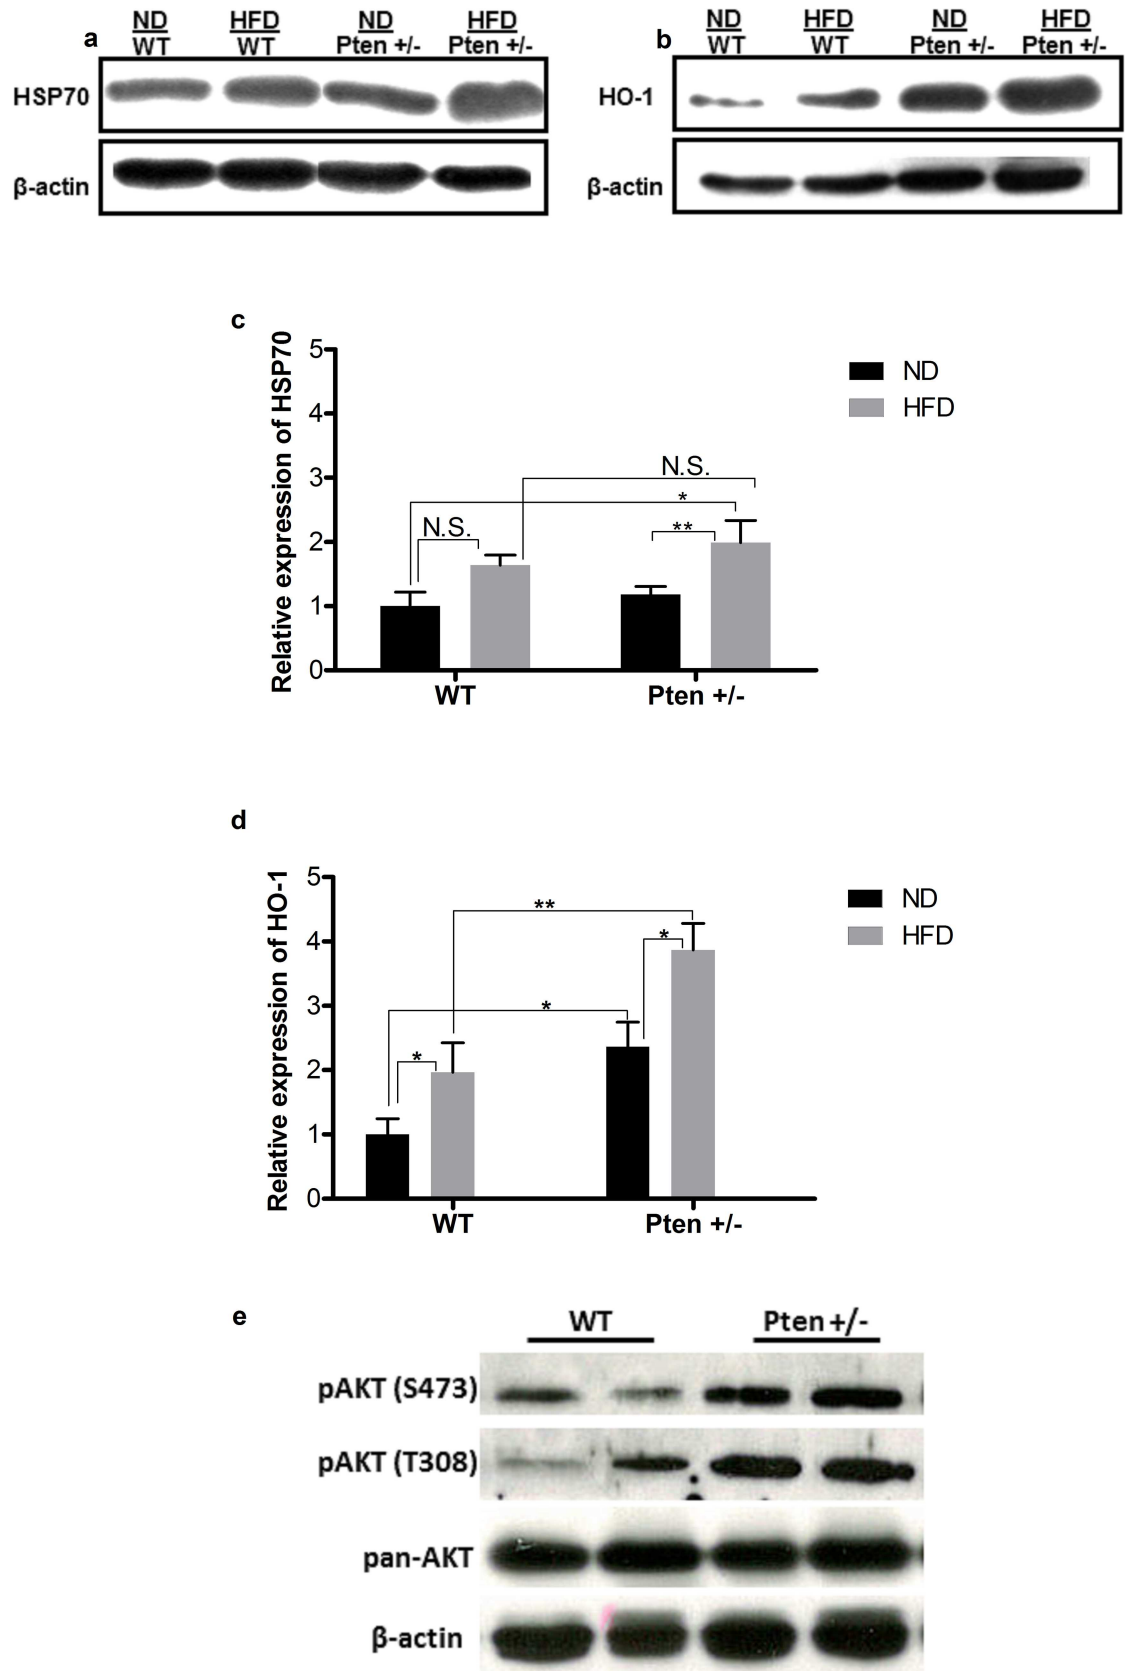 a
ND HFD ND HFD
WT WT Pten +/- Pten +/-
HSP70
β-actin
b
ND HFD ND HFD
WT WT Pten +/- Pten +/-
HO-1
β-actin
c
Relative expression of HSP70
5
4
3
2
1
0
N.S.
*
N.S.
**
WT Pten +/-
ND
HFD
d
Relative expression of HO-1
5
4
3
2
1
0
**
*
*
*
WT Pten +/-
ND
HFD
e
WT Pten +/-
pAKT (S473)
pAKT (T308)
pan-AKT
β-actin